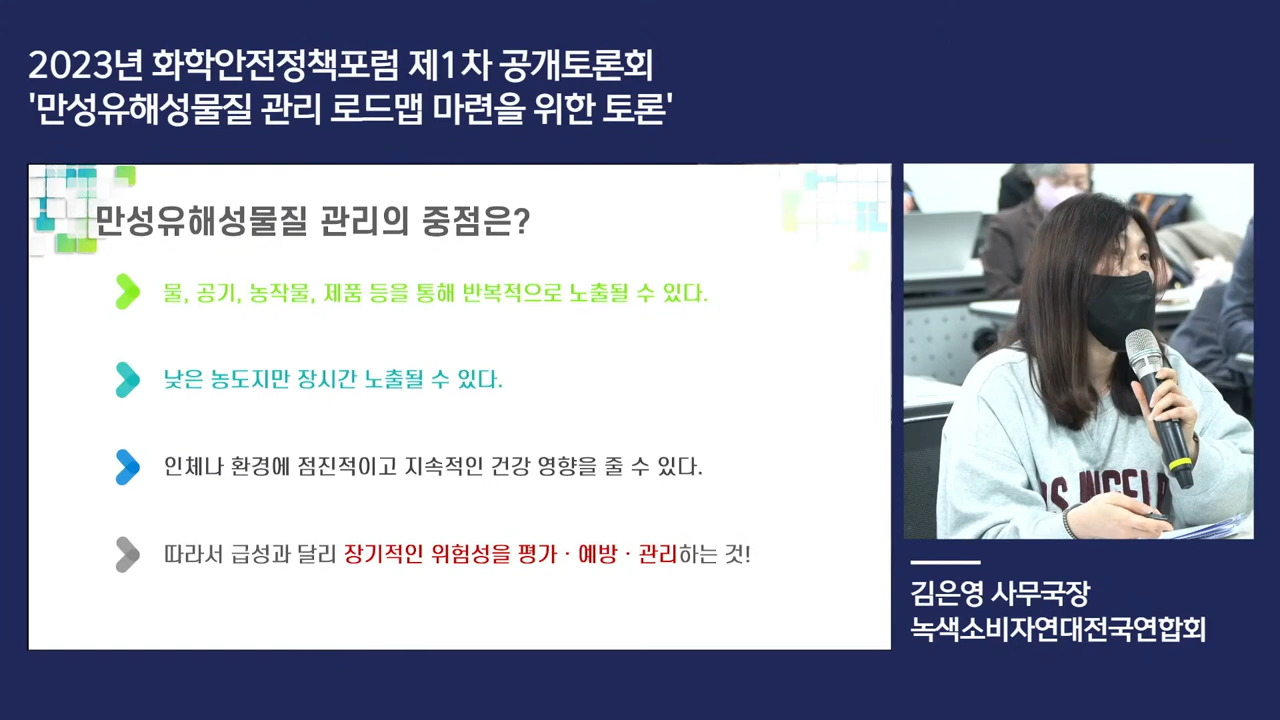 2023년 화학안전정책포럼 제1차 공개토론회
'만성유해성물질 관리 로드맵 마련을 위한 토론'
만성유해성물질 관리의 중점은?
물, 공기, 농작물, 제품 등을 통해 반복적으로 노출될 수 있다.
낮은 농도지만 장시간 노출될 수 있다.
인체나 환경에 점진적이고 지속적인 건강 영향을 줄 수 있다.
따라서 급성과 달리 장기적인 위험성을 평가 · 예방 · 관리하는 것!
김은영 사무국장
녹색소비자연대전국연합회